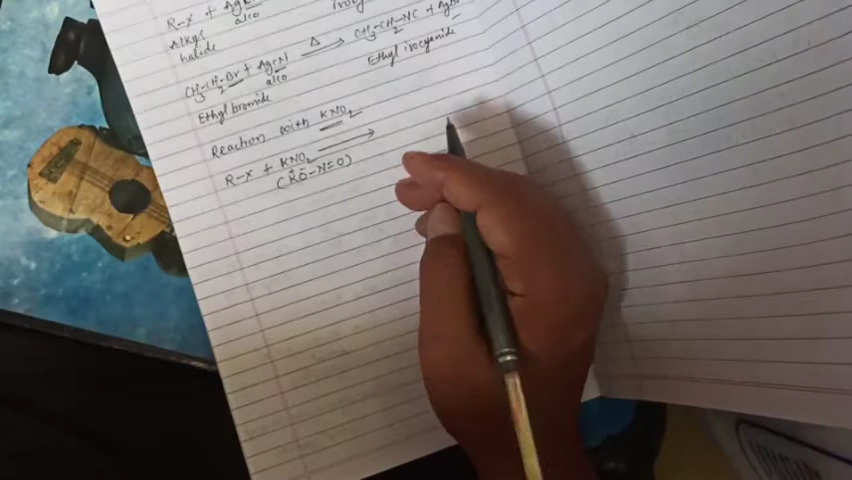 R-X + Ag
Alkyl alco
halide
CH3-CH2-Br + AgCN Δ→ CH3-CH2-NC + AgBr
alco
Ethyl bromide Ethyl isocyanide
Reaction with KNO2
R-X + KNO2 →
(K⁺O⁻-N=O)